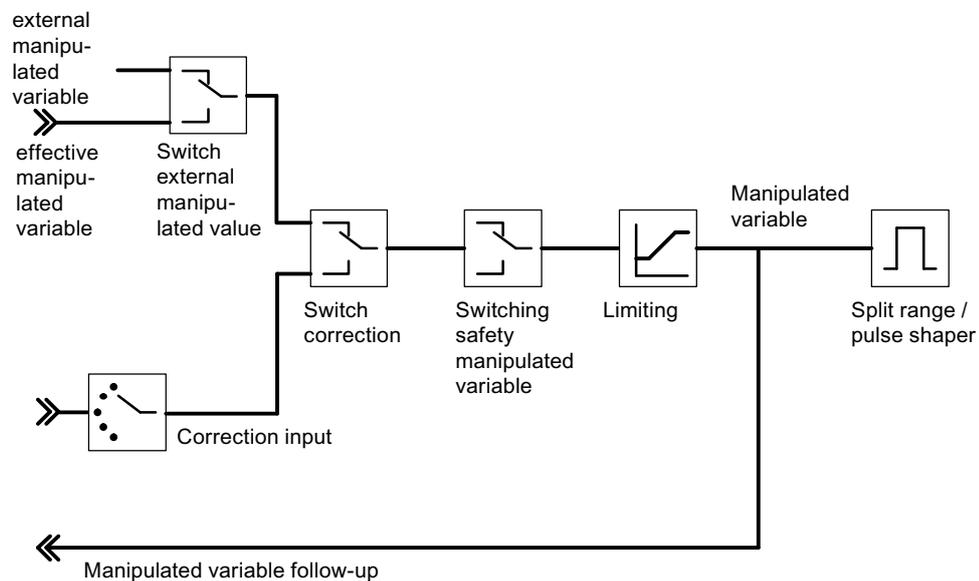 external
manipu-
lated
variable
effective
manipu-
lated
variable
Switch
external
manipu-
lated value
Switch
correction
Switching
safety
manipulated
variable
Limiting
Manipulated
variable
Split range /
pulse shaper
Correction input
Manipulated variable follow-up